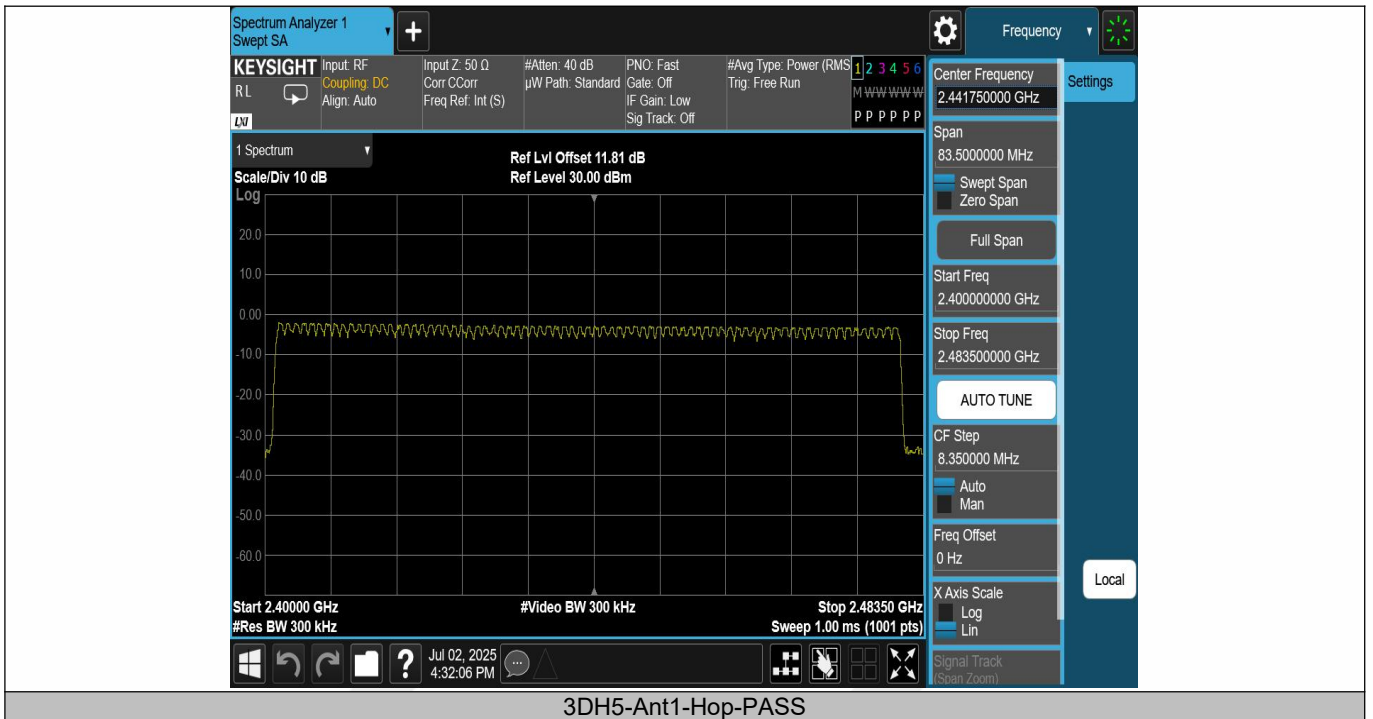 Spectrum Analyzer 1
Swept SA
+
Frequency
KEYSIGHT
RL
LXI
Input: RF
Coupling: DC
Align: Auto
Input Z: 50 Ω
Corr CCorr
Freq Ref: Int (S)
#Atten: 40 dB
µW Path: Standard
PNO: Fast
Gate: Off
IF Gain: Low
Sig Track: Off
#Avg Type: Power (RMS
Trig: Free Run
1 2 3 4 5 6
M W W W W W
P P P P P P
1 Spectrum
Scale/Div 10 dB
Ref Lvl Offset 11.81 dB
Ref Level 30.00 dBm
Log
20.0
10.0
0.00
-10.0
-20.0
-30.0
-40.0
-50.0
-60.0
Start 2.40000 GHz
#Video BW 300 kHz
Stop 2.48350 GHz
#Res BW 300 kHz
Sweep 1.00 ms (1001 pts)
Center Frequency
2.441750000 GHz
Settings
Span
83.5000000 MHz
Swept Span
Zero Span
Full Span
Start Freq
2.400000000 GHz
Stop Freq
2.483500000 GHz
AUTO TUNE
CF Step
8.350000 MHz
Auto
Man
Freq Offset
0 Hz
X Axis Scale
Log
Lin
Signal Track
(Span Zoom)
Local
?
Jul 02, 2025
4:32:06 PM
3DH5-Ant1-Hop-PASS